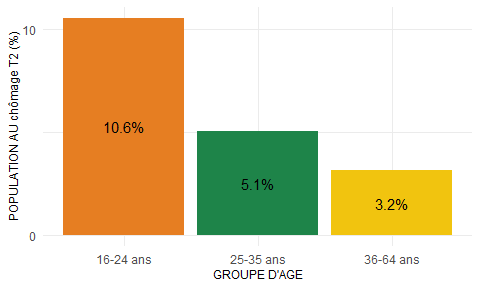 POPULATION AU chômage T2 (%)
10
0
10.6%
5.1%
3.2%
16-24 ans
25-35 ans
36-64 ans
GROUPE D'AGE